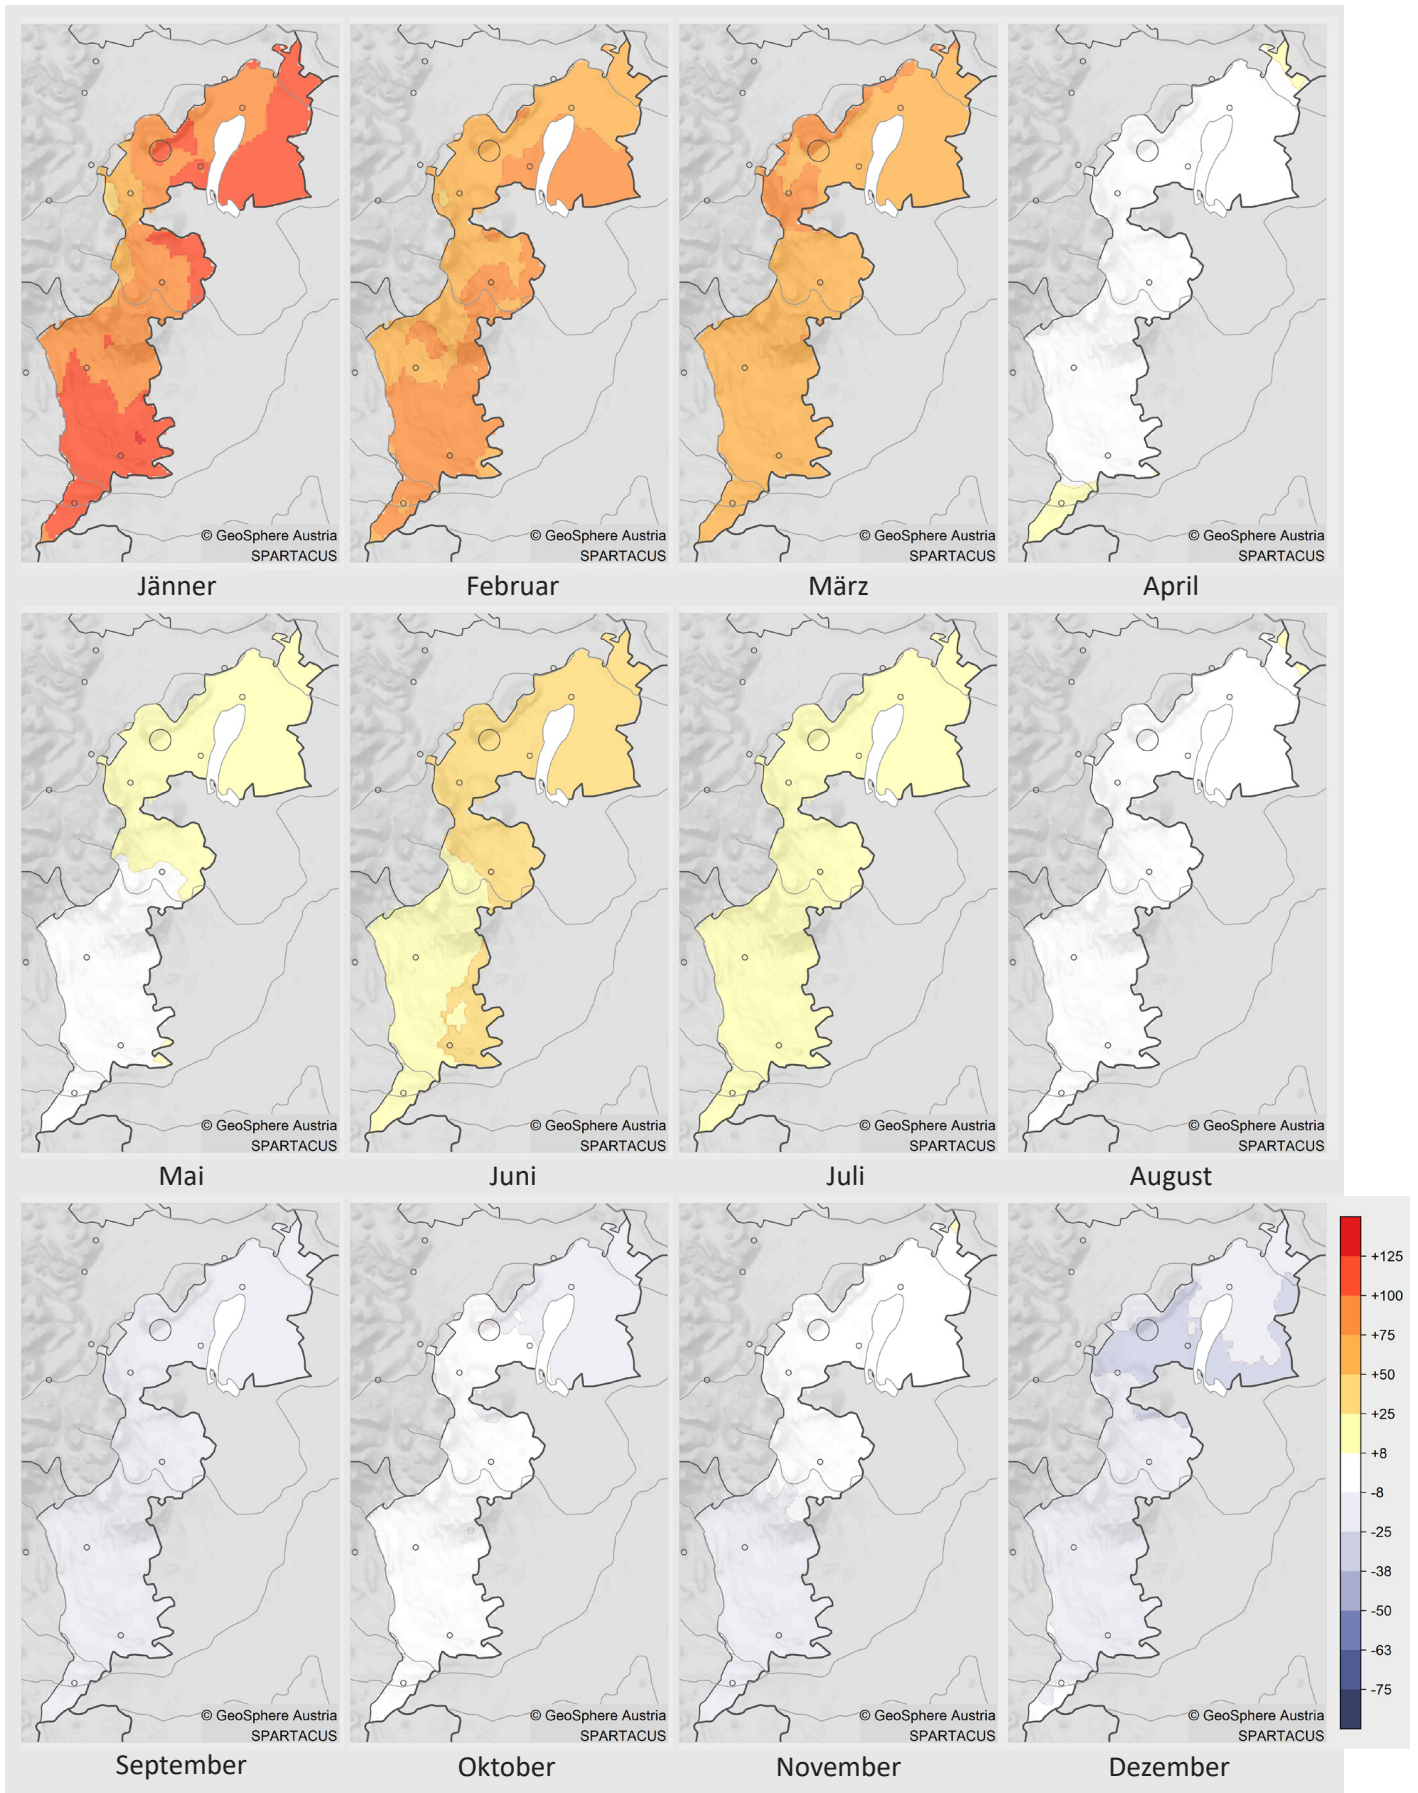 © GeoSphere Austria
SPARTACUS
© GeoSphere Austria
SPARTACUS
© GeoSphere Austria
SPARTACUS
© GeoSphere Austria
SPARTACUS
Jänner
Februar
März
April
© GeoSphere Austria
SPARTACUS
© GeoSphere Austria
SPARTACUS
© GeoSphere Austria
SPARTACUS
© GeoSphere Austria
SPARTACUS
Mai
Juni
Juli
August
© GeoSphere Austria
SPARTACUS
© GeoSphere Austria
SPARTACUS
© GeoSphere Austria
SPARTACUS
© GeoSphere Austria
SPARTACUS
+125
+100
+75
+50
+25
+8
-8
-25
-38
-50
-63
-75
September
Oktober
November
Dezember